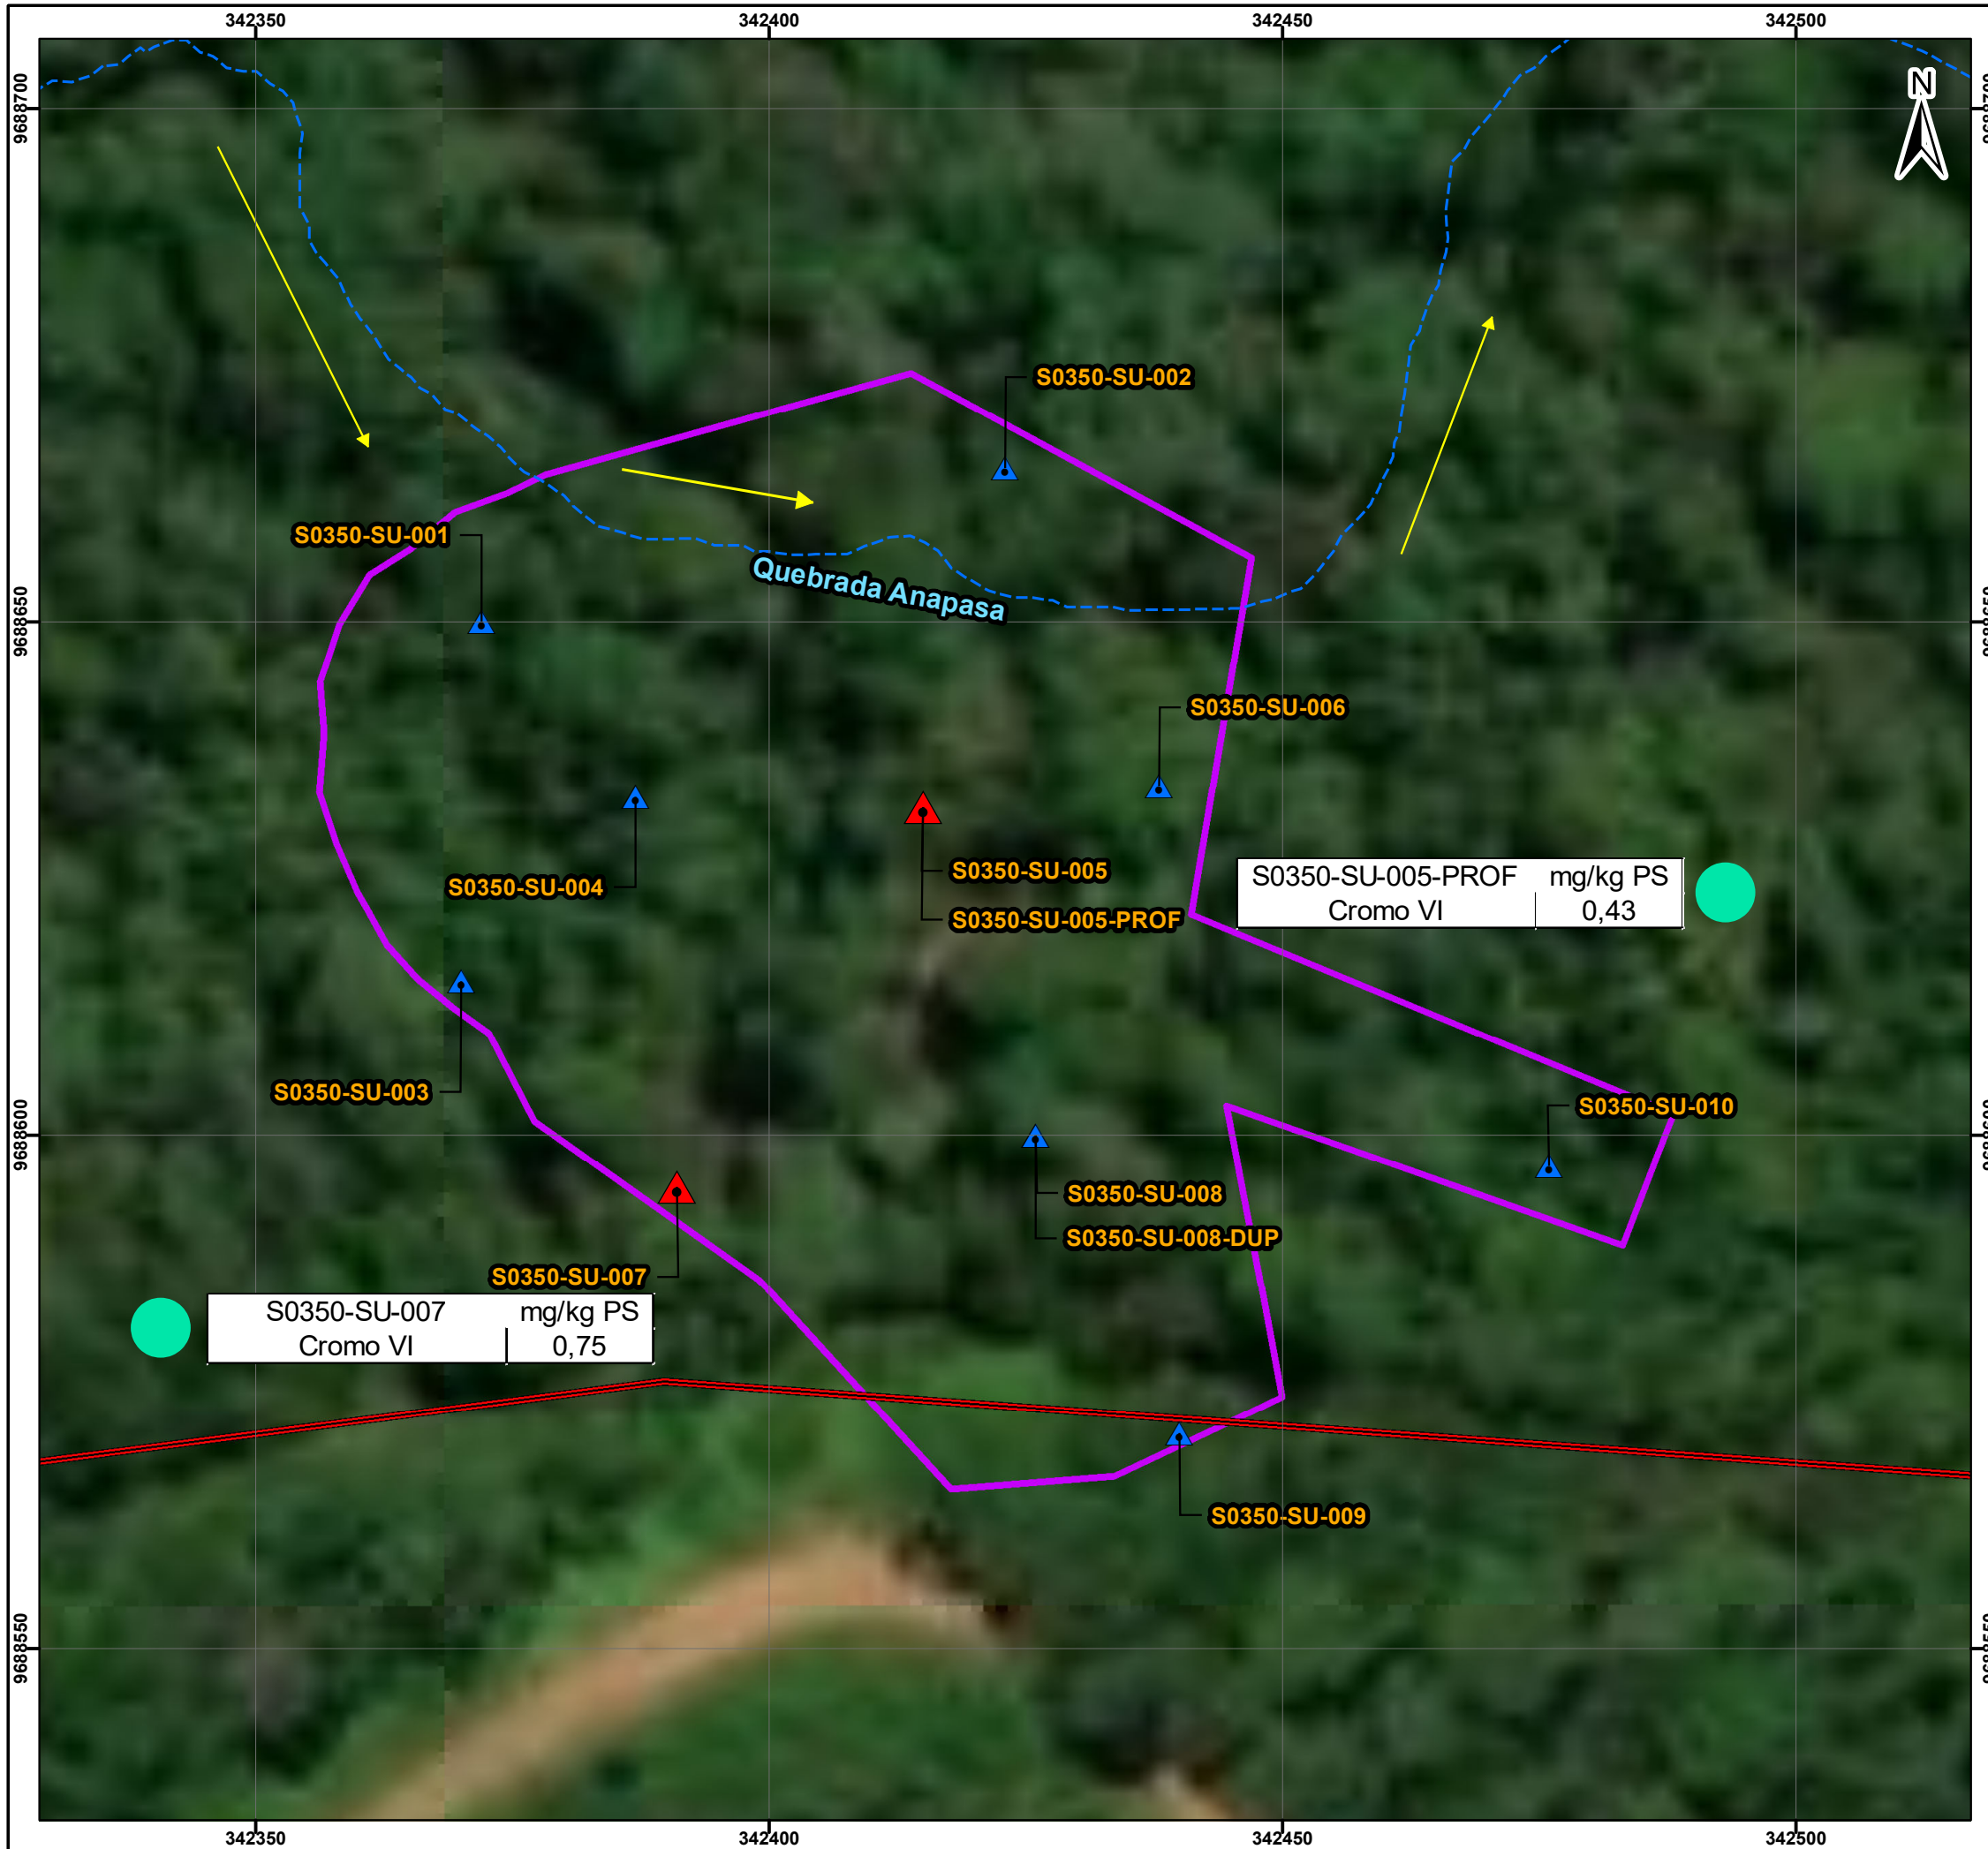 342350 342400 342450 342500
9688700
N
S0350-SU-002
S0350-SU-001
Quebrada Anapasa
9688650
S0350-SU-006
S0350-SU-004
S0350-SU-005
S0350-SU-005-PROF
S0350-SU-005-PROF mg/kg PS
Cromo VI 0,43
S0350-SU-003
S0350-SU-010
9688600
S0350-SU-008
S0350-SU-008-DUP
S0350-SU-007
S0350-SU-007 mg/kg PS
Cromo VI 0,75
S0350-SU-009
9688550
342350 342400 342450 342500